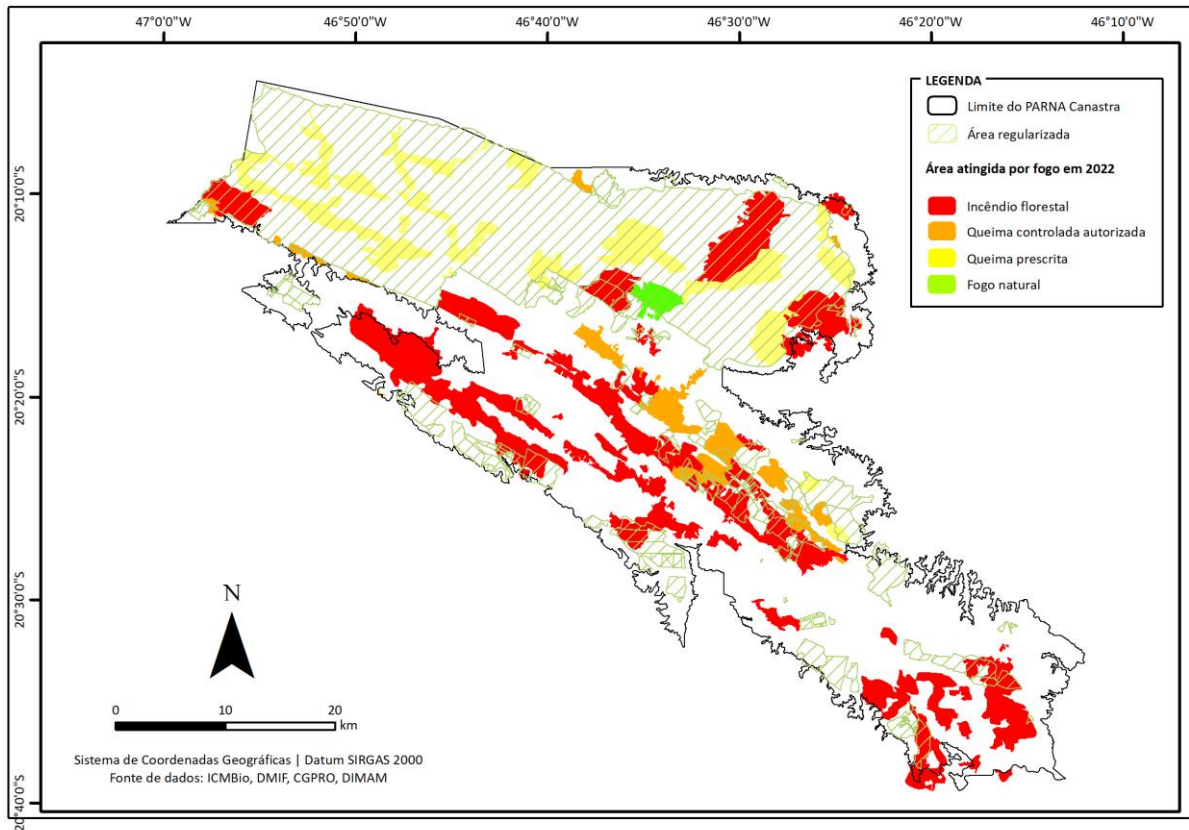 47°0'0"W 46°50'0"W 46°40'0"W 46°30'0"W 46°20'0"W 46°10'0"W
20°10'0"S
20°20'0"S
20°30'0"S
20°40'0"S
LEGENDA
Limite do PARNA Canastra
Área regularizada
Área atingida por fogo em 2022
Incêndio florestal
Queima controlada autorizada
Queima prescrita
Fogo natural
N
0 10 20
km
Sistema de Coordenadas Geográficas | Datum SIRGAS 2000
Fonte de dados: ICMBio, DMIF, CGPRO, DIMAM